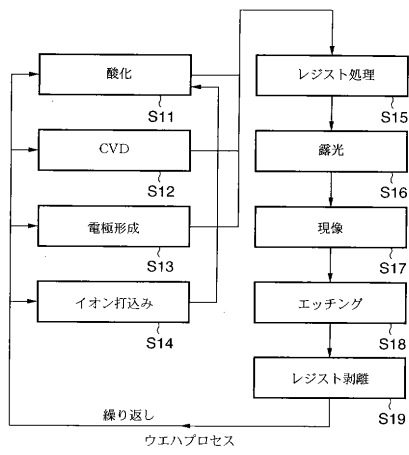 酸化
S11
CVD
S12
電極形成
S13
イオン打込み
S14
レジスト処理
S15
露光
S16
現像
S17
エッチング
S18
レジスト剥離
S19
繰り返し
ウエハプロセス